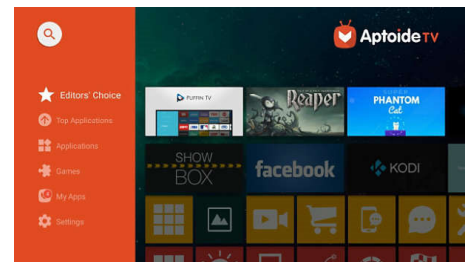 AptoideTV
Editors' Choice
Top Applications
Applications
Games
My Apps
Settings
PUFFIN TV
Reaper
SUPER
PHANTOM
Cat
SHOW
BOX
facebook
KODI